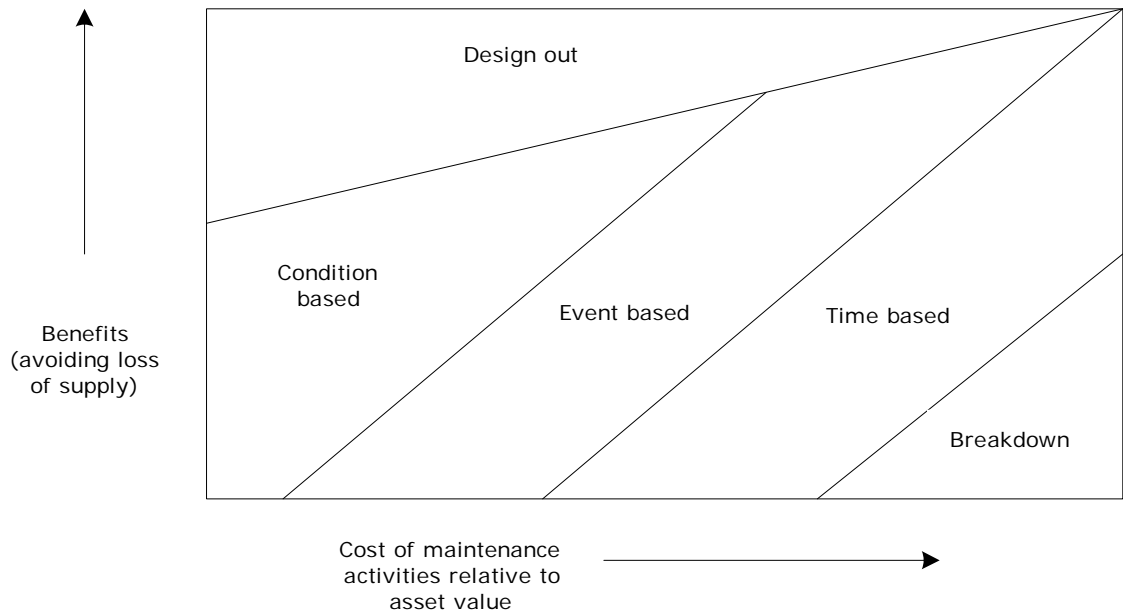 Design out
Condition
based
Event based
Time based
Breakdown
Benefits
(avoiding loss
of supply)
Cost of maintenance
activities relative to
asset value